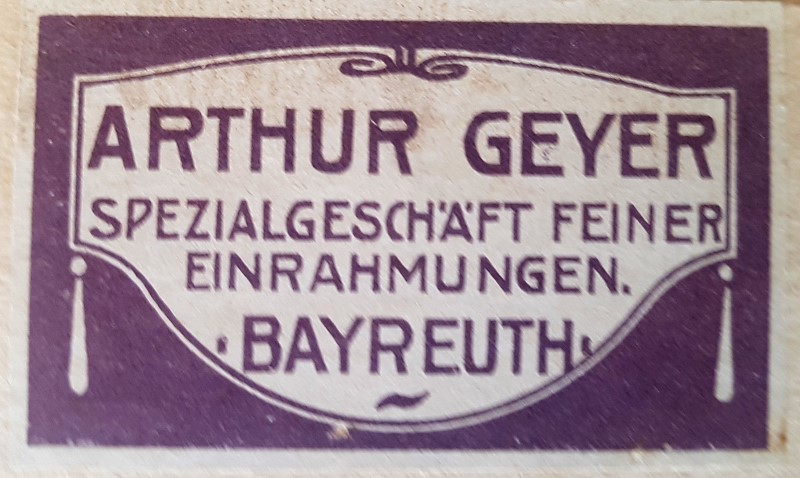 ARTHUR GEYER
SPEZIALGESCHÄFT FEINER
EINRAHMUNGEN.
·BAYREUTH·